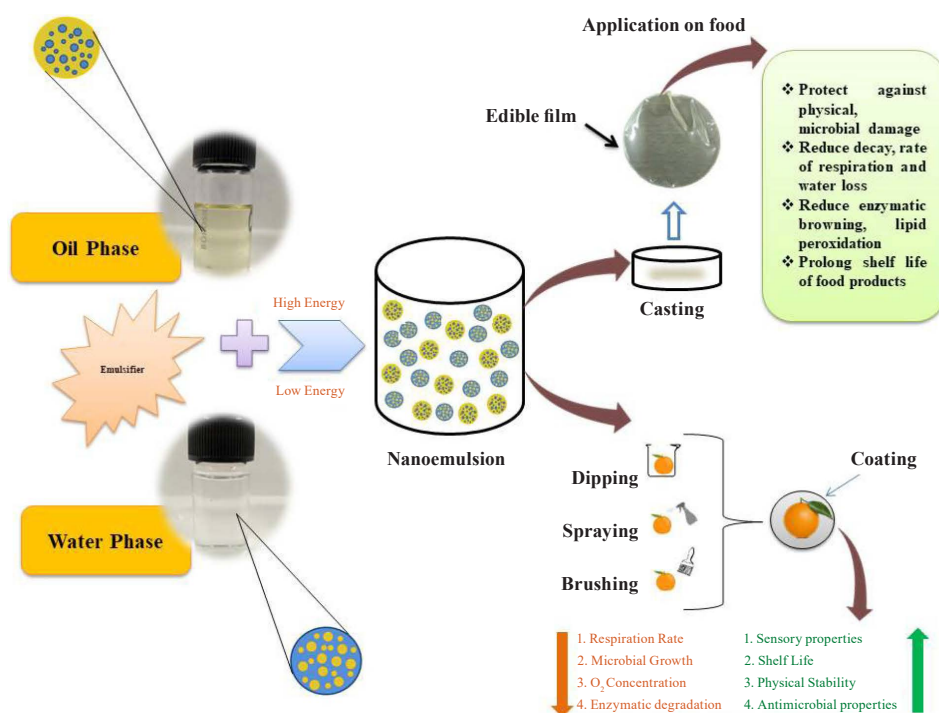 Application on food
Edible film
❖ Protect against
physical,
microbial damage
❖ Reduce decay, rate
of respiration and
water loss
❖ Reduce enzymatic
browning, lipid
peroxidation
❖ Prolong shelf life
of food products
Oil Phase
Emulsifier
High Energy
Low Energy
Casting
Nanoemulsion
Water Phase
Dipping
Spraying
Brushing
Coating
1. Respiration Rate
2. Microbial Growth
3. O₂ Concentration
4. Enzymatic degradation
1. Sensory properties
2. Shelf Life
3. Physical Stability
4. Antimicrobial properties